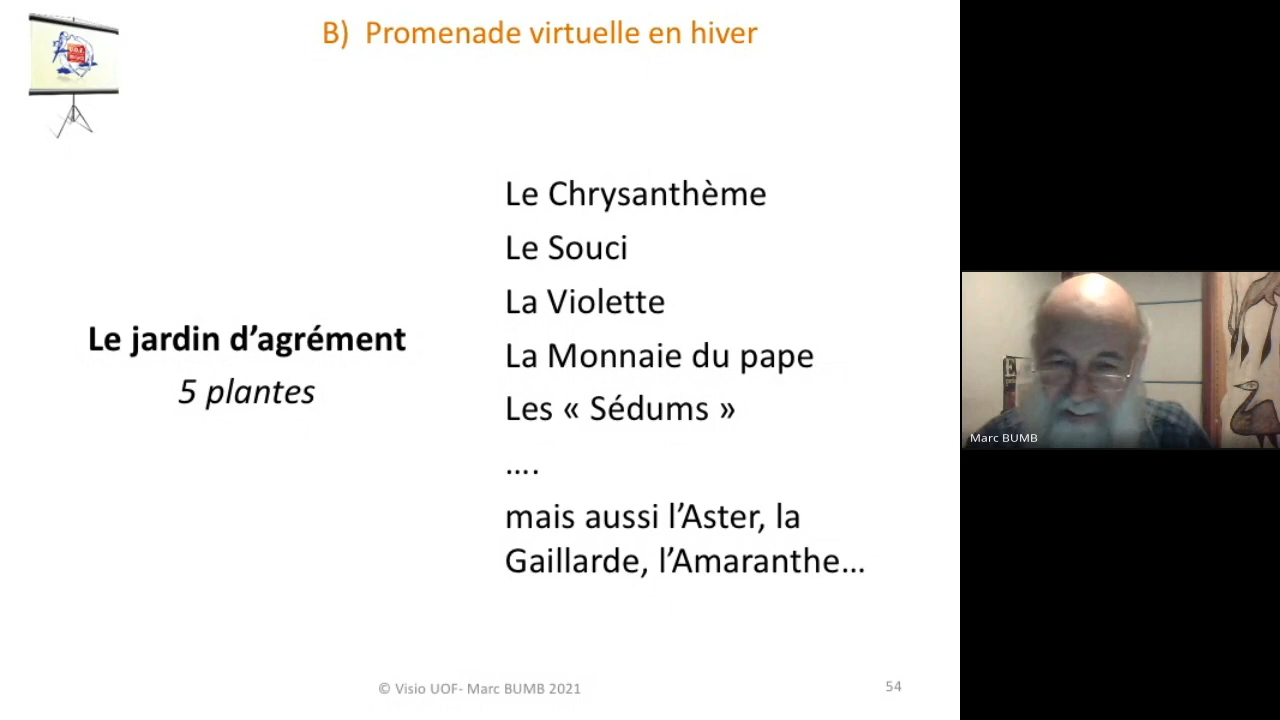 B) Promenade virtuelle en hiver
Le Chrysanthème
Le Souci
La Violette
Le jardin d’agrément
La Monnaie du pape
5 plantes
Les « Sédums »
....
mais aussi l’Aster, la
Gaillarde, l’Amaranthe...
Marc BUMB
© Visio UOF- Marc BUMB 2021
54